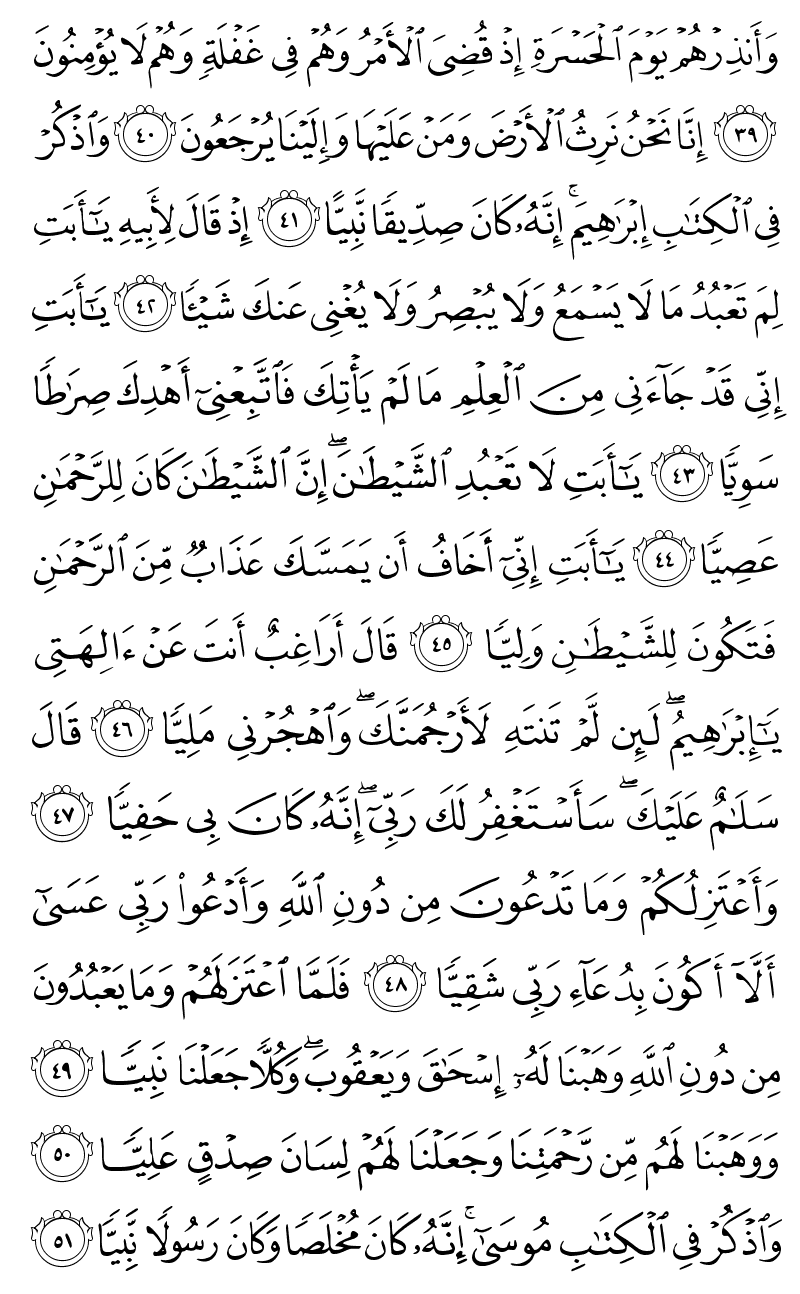 وَأَنذِرۡهُمۡ يَوۡمَ ٱلۡحَسۡرَةِ إِذۡ قُضِيَ ٱلۡأَمۡرُ وَهُمۡ فِي غَفۡلَةٖ وَهُمۡ لَا يُؤۡمِنُونَ
٣٩ إِنَّا نَحۡنُ نَرِثُ ٱلۡأَرۡضَ وَمَنۡ عَلَيۡهَا وَإِلَيۡنَا يُرۡجَعُونَ ٤٠ وَٱذۡكُرۡ
فِي ٱلۡكِتَٰبِ إِبۡرَٰهِيمَۚ إِنَّهُۥ كَانَ صِدِّيقٗا نَّبِيًّا ٤١ إِذۡ قَالَ لِأَبِيهِ يَٰٓأَبَتِ
لِمَ تَعۡبُدُ مَا لَا يَسۡمَعُ وَلَا يُبۡصِرُ وَلَا يُغۡنِي عَنكَ شَيۡـٔٗا ٤٢ يَٰٓأَبَتِ
إِنِّي قَدۡ جَآءَنِي مِنَ ٱلۡعِلۡمِ مَا لَمۡ يَأۡتِكَ فَٱتَّبِعۡنِيٓ أَهۡدِكَ صِرَٰطٗا
سَوِيّٗا ٤٣ يَٰٓأَبَتِ لَا تَعۡبُدِ ٱلشَّيۡطَٰنَۖ إِنَّ ٱلشَّيۡطَٰنَ كَانَ لِلرَّحۡمَٰنِ
عَصِيّٗا ٤٤ يَٰٓأَبَتِ إِنِّيٓ أَخَافُ أَن يَمَسَّكَ عَذَابٞ مِّنَ ٱلرَّحۡمَٰنِ
فَتَكُونَ لِلشَّيۡطَٰنِ وَلِيّٗا ٤٥ قَالَ أَرَاغِبٌ أَنتَ عَنۡ ءَالِهَتِي
يَٰٓإِبۡرَٰهِيمُۖ لَئِن لَّمۡ تَنتَهِ لَأَرۡجُمَنَّكَۖ وَٱهۡجُرۡنِي مَلِيّٗا ٤٦ قَالَ
سَلَٰمٌ عَلَيۡكَۖ سَأَسۡتَغۡفِرُ لَكَ رَبِّيٓۖ إِنَّهُۥ كَانَ بِي حَفِيّٗا ٤٧
وَأَعۡتَزِلُكُمۡ وَمَا تَدۡعُونَ مِن دُونِ ٱللَّهِ وَأَدۡعُواْ رَبِّي عَسَىٰٓ
أَلَّآ أَكُونَ بِدُعَآءِ رَبِّي شَقِيّٗا ٤٨ فَلَمَّا ٱعۡتَزَلَهُمۡ وَمَا يَعۡبُدُونَ
مِن دُونِ ٱللَّهِ وَهَبۡنَا لَهُۥٓ إِسۡحَٰقَ وَيَعۡقُوبَۖ وَكُلّٗا جَعَلۡنَا نَبِيّٗا ٤٩
وَوَهَبۡنَا لَهُم مِّن رَّحۡمَتِنَا وَجَعَلۡنَا لَهُمۡ لِسَانَ صِدۡقٍ عَلِيّٗا ٥٠
وَٱذۡكُرۡ فِي ٱلۡكِتَٰبِ مُوسَىٰٓۚ إِنَّهُۥ كَانَ مُخۡلَصٗا وَكَانَ رَسُولٗا نَّبِيّٗا ٥١